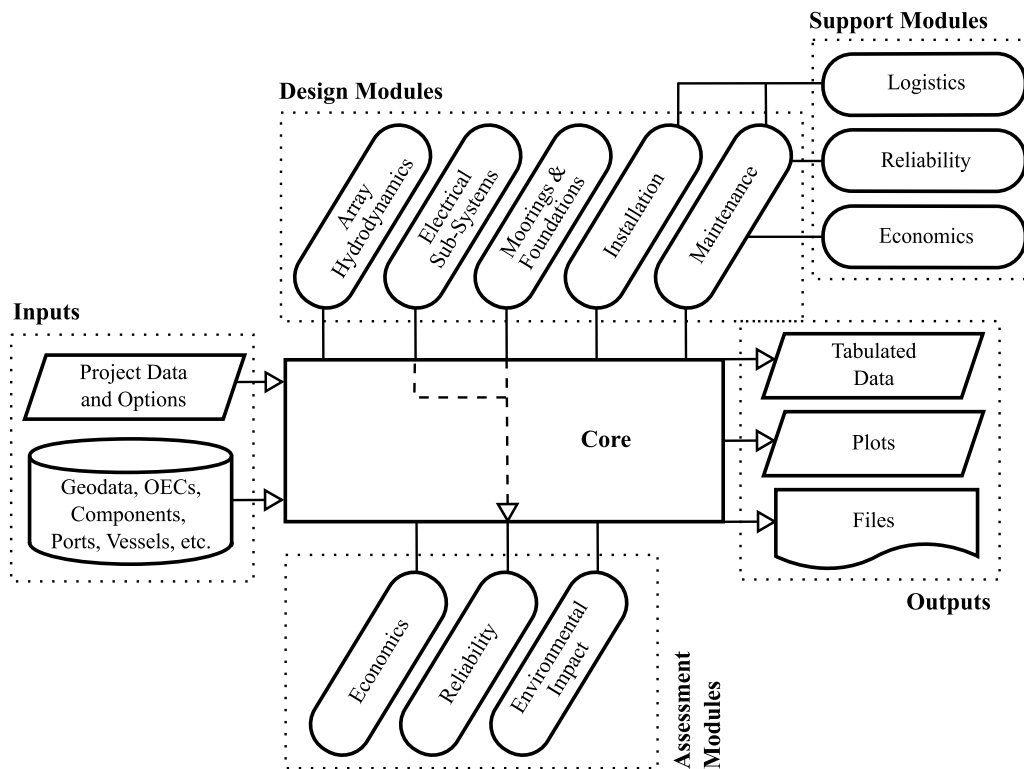 Support Modules
Logistics
Reliability
Economics
Design Modules
Array
Hydrodynamics
Electrical
Sub-Systems
Moorings &
Foundations
Installation
Maintenance
Inputs
Project Data
and Options
Geodata, OECs,
Components,
Ports, Vessels, etc.
Core
Tabulated
Data
Plots
Files
Outputs
Economics
Reliability
Environmental
Impact
Assessment
Modules